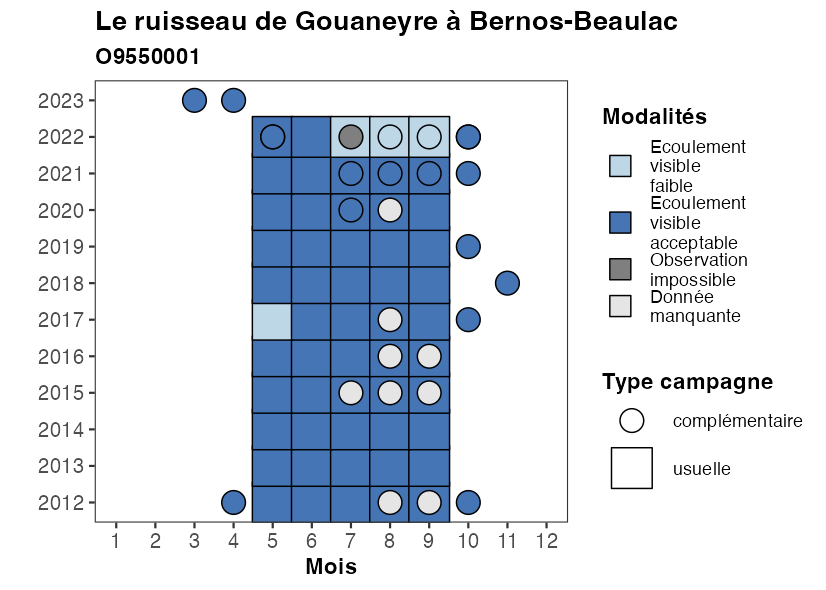 Le ruisseau de Gouaneyre à Bernos-Beaulac
O9550001
2023
2022
2021
2020
2019
2018
2017
2016
2015
2014
2013
2012
1 2 3 4 5 6 7 8 9 10 11 12
Mois
Modalités
Ecoulement
visible
faible
Ecoulement
visible
acceptable
Observation
impossible
Donnée
manquante
Type campagne
complémentaire
usuelle